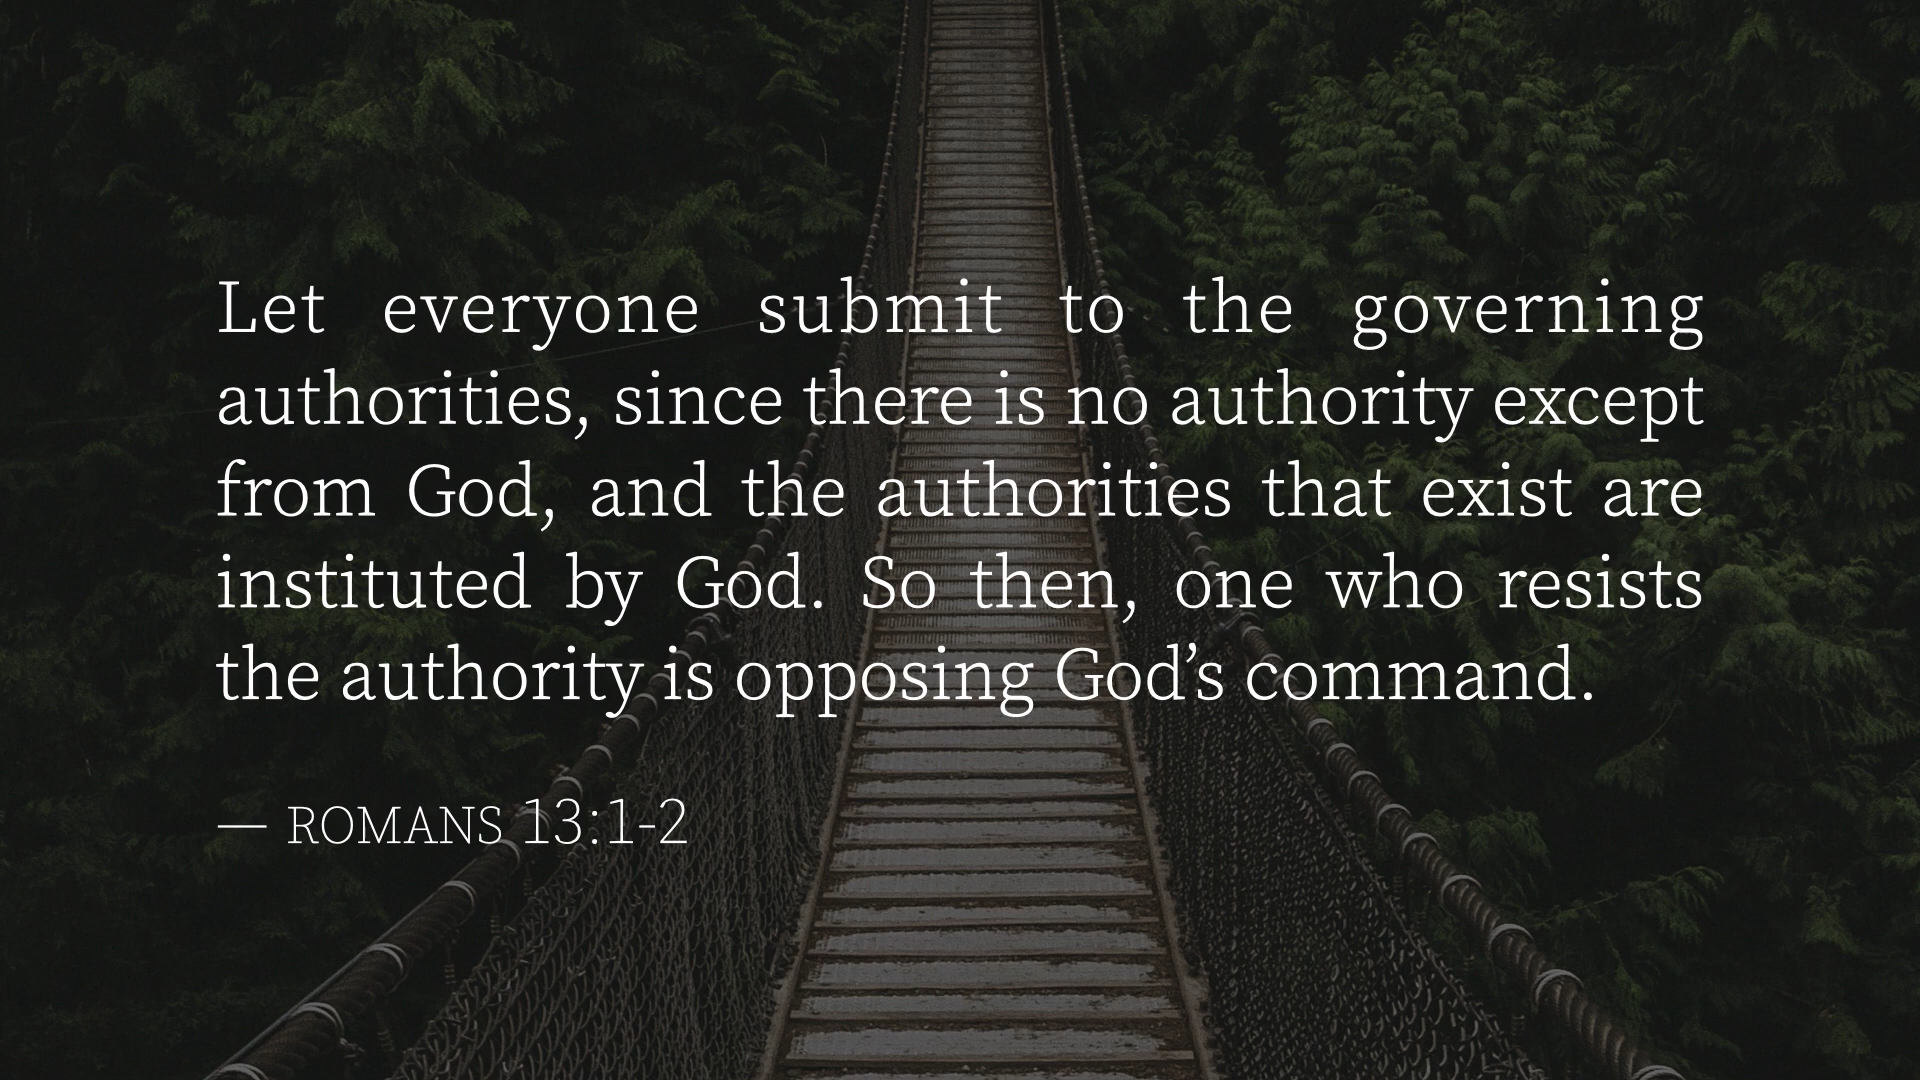 Let everyone submit to the governing
authorities, since there is no authority except
from God, and the authorities that exist are
instituted by God. So then, one who resists
the authority is opposing God’s command.
— ROMANS 13:1-2